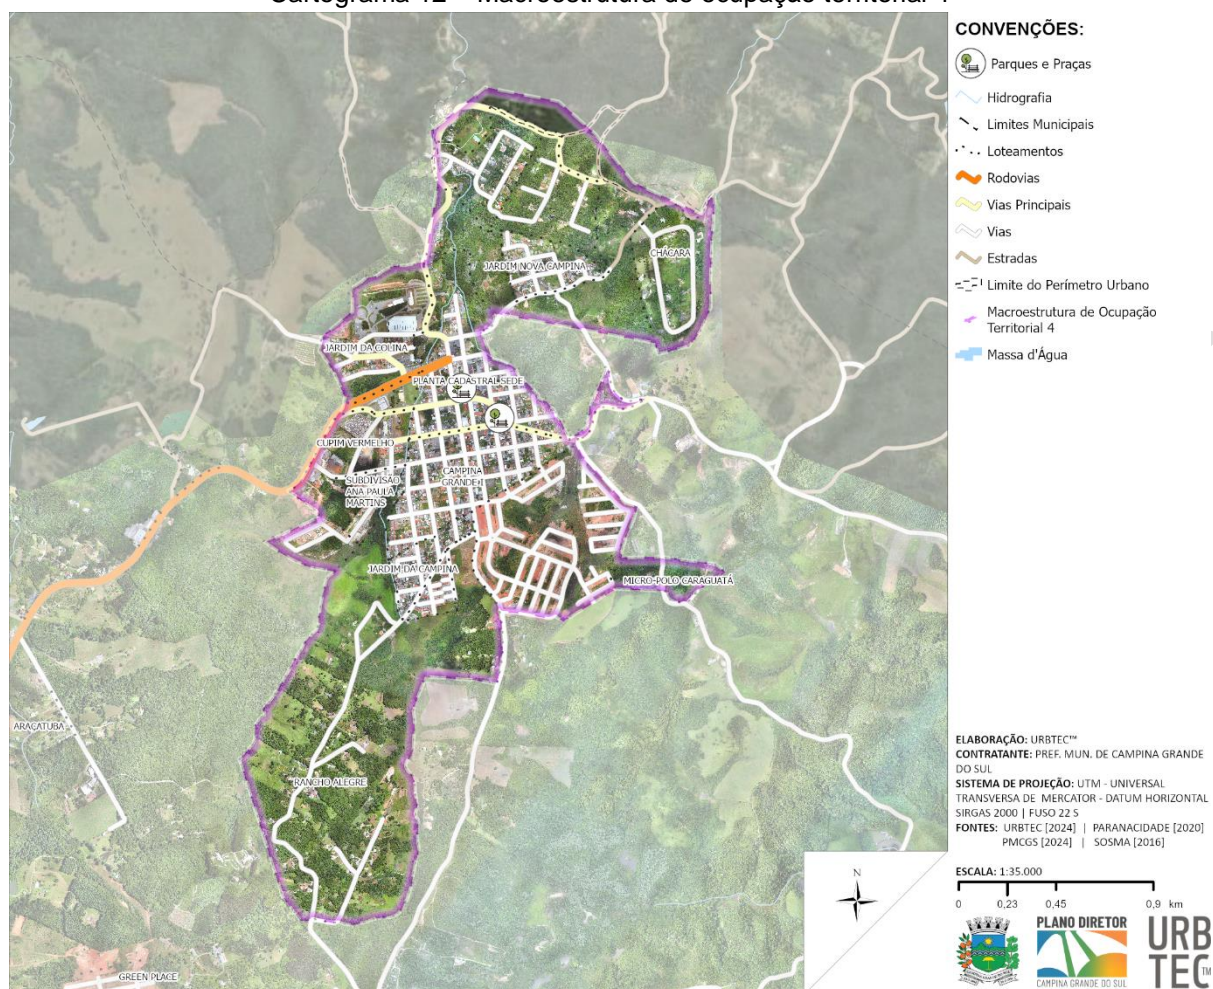 Cartograma 12 – Macroestrutura de ocupação territorial 4
CONVENÇÕES:
Parques e Praças
Hidrografia
Limites Municipais
Loteamentos
Rodovias
Vias Principais
Vias
Estradas
Limite do Perímetro Urbano
Macroestrutura de Ocupação
Territorial 4
Massa d'Água
CHÁCARA
JARDIM NOVA CAMPINA
JARDIM DA COLINA
PLANTA CADASTRAL SEDE
CUPIM VERMELHO
SUBDIVISÃO
ANA PAULA
MARTINS
CAMPINA
GRANDE I
JARDIM DA CAMPINA
MICRO-POLO CARAGUATÁ
ARAÇATUBA
RANCHO ALEGRE
GREEN PLACE
N
ELABORAÇÃO: URBTEC™
CONTRATANTE: PREF. MUN. DE CAMPINA GRANDE
DO SUL
SISTEMA DE PROJEÇÃO: UTM - UNIVERSAL
TRANSVERSA DE MERCATOR - DATUM HORIZONTAL
SIRGAS 2000 | FUSO 22 S
FONTES: URBTEC [2024] | PARANACIDADE [2020]
PMCGS [2024] | SOSMA [2016]
ESCALA: 1:35.000
0 0,23 0,45 0,9 km
PLANO DIRETOR
CAMPINA GRANDE DO SUL
URB
TEC™